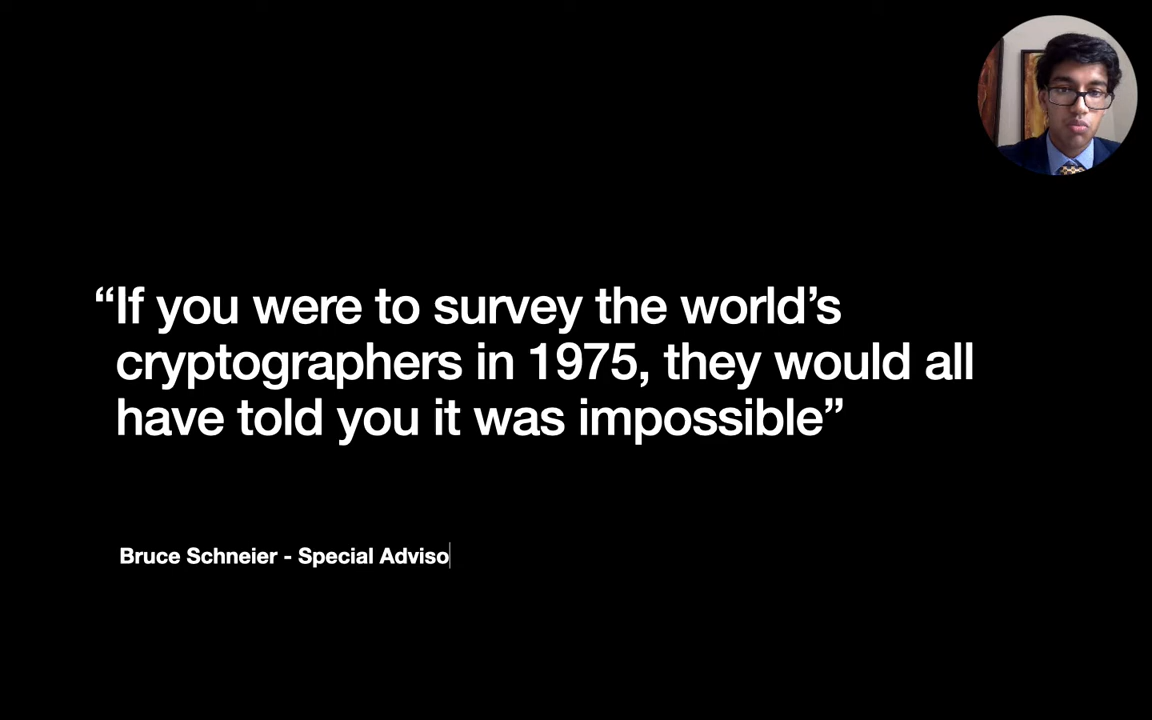 “If you were to survey the world’s
cryptographers in 1975, they would all
have told you it was impossible”
Bruce Schneier - Special Adviso